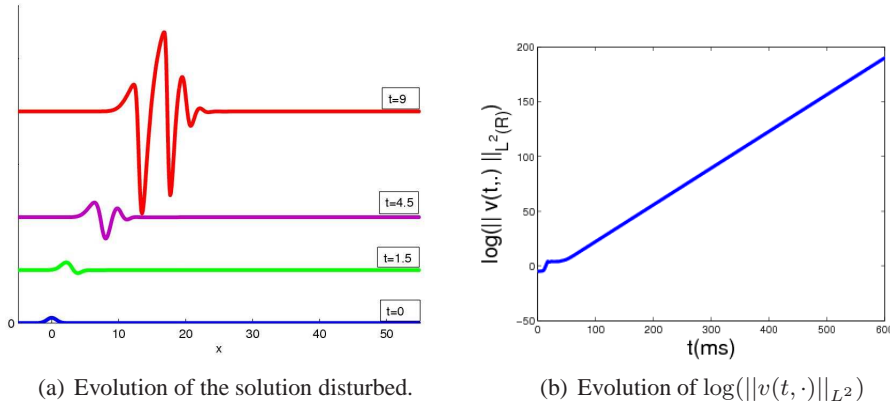 t=9
t=4.5
t=1.5
t=0
0
0 10 20 30 40 50
x
200
150
100
50
0
−50
0 100 200 300 400 500 600
log(|| v(t,.) ||L²(R)
t(ms)
(a) Evolution of the solution disturbed.
(b) Evolution of log(||v(t, ·)||L²)